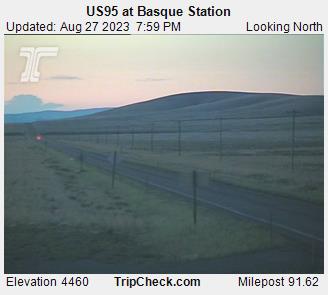 US95 at Basque Station
Updated: Aug 27 2023  7:59 PM
Looking North
Elevation 4460
TripCheck.com
Milepost 91.62